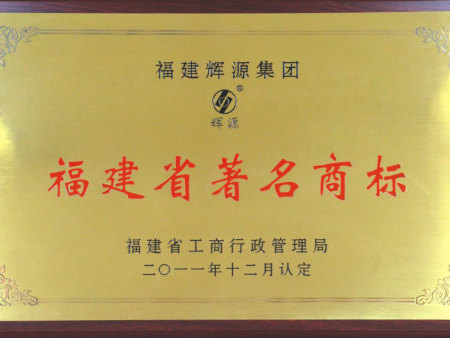 福建辉源集团
®
辉源
福建省著名商标
福建省工商行政管理局
二〇一一年十二月认定